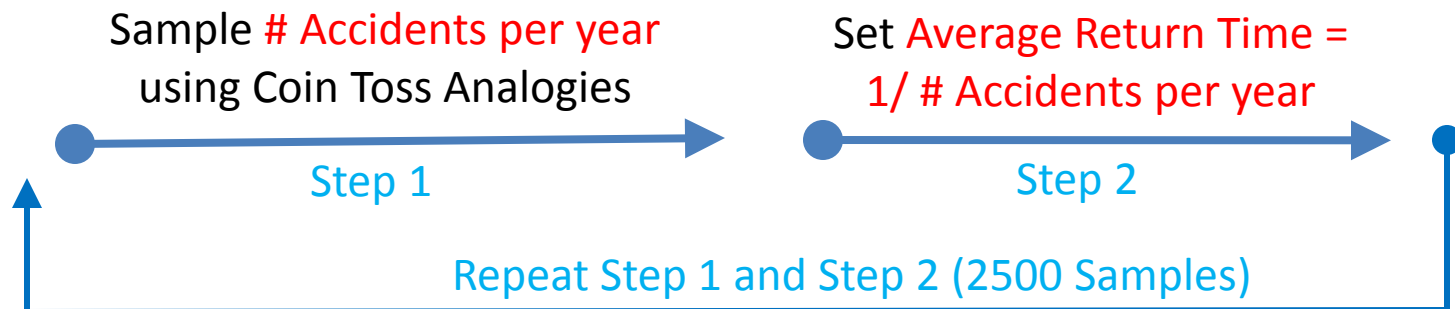 Sample # Accidents per year
using Coin Toss Analogies
Set Average Return Time =
1/ # Accidents per year
Step 1
Step 2
Repeat Step 1 and Step 2 (2500 Samples)